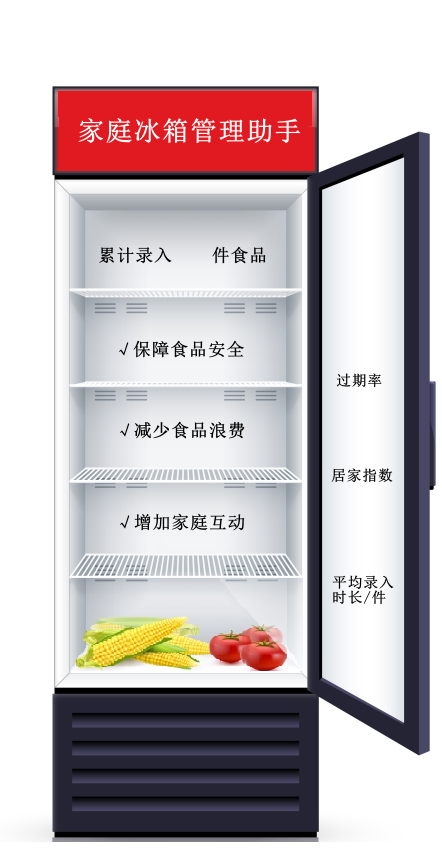 家庭冰箱管理助手
累计录入 件食品
√保障食品安全
√减少食品浪费
√增加家庭互动
过期率
居家指数
平均录入
时长/件